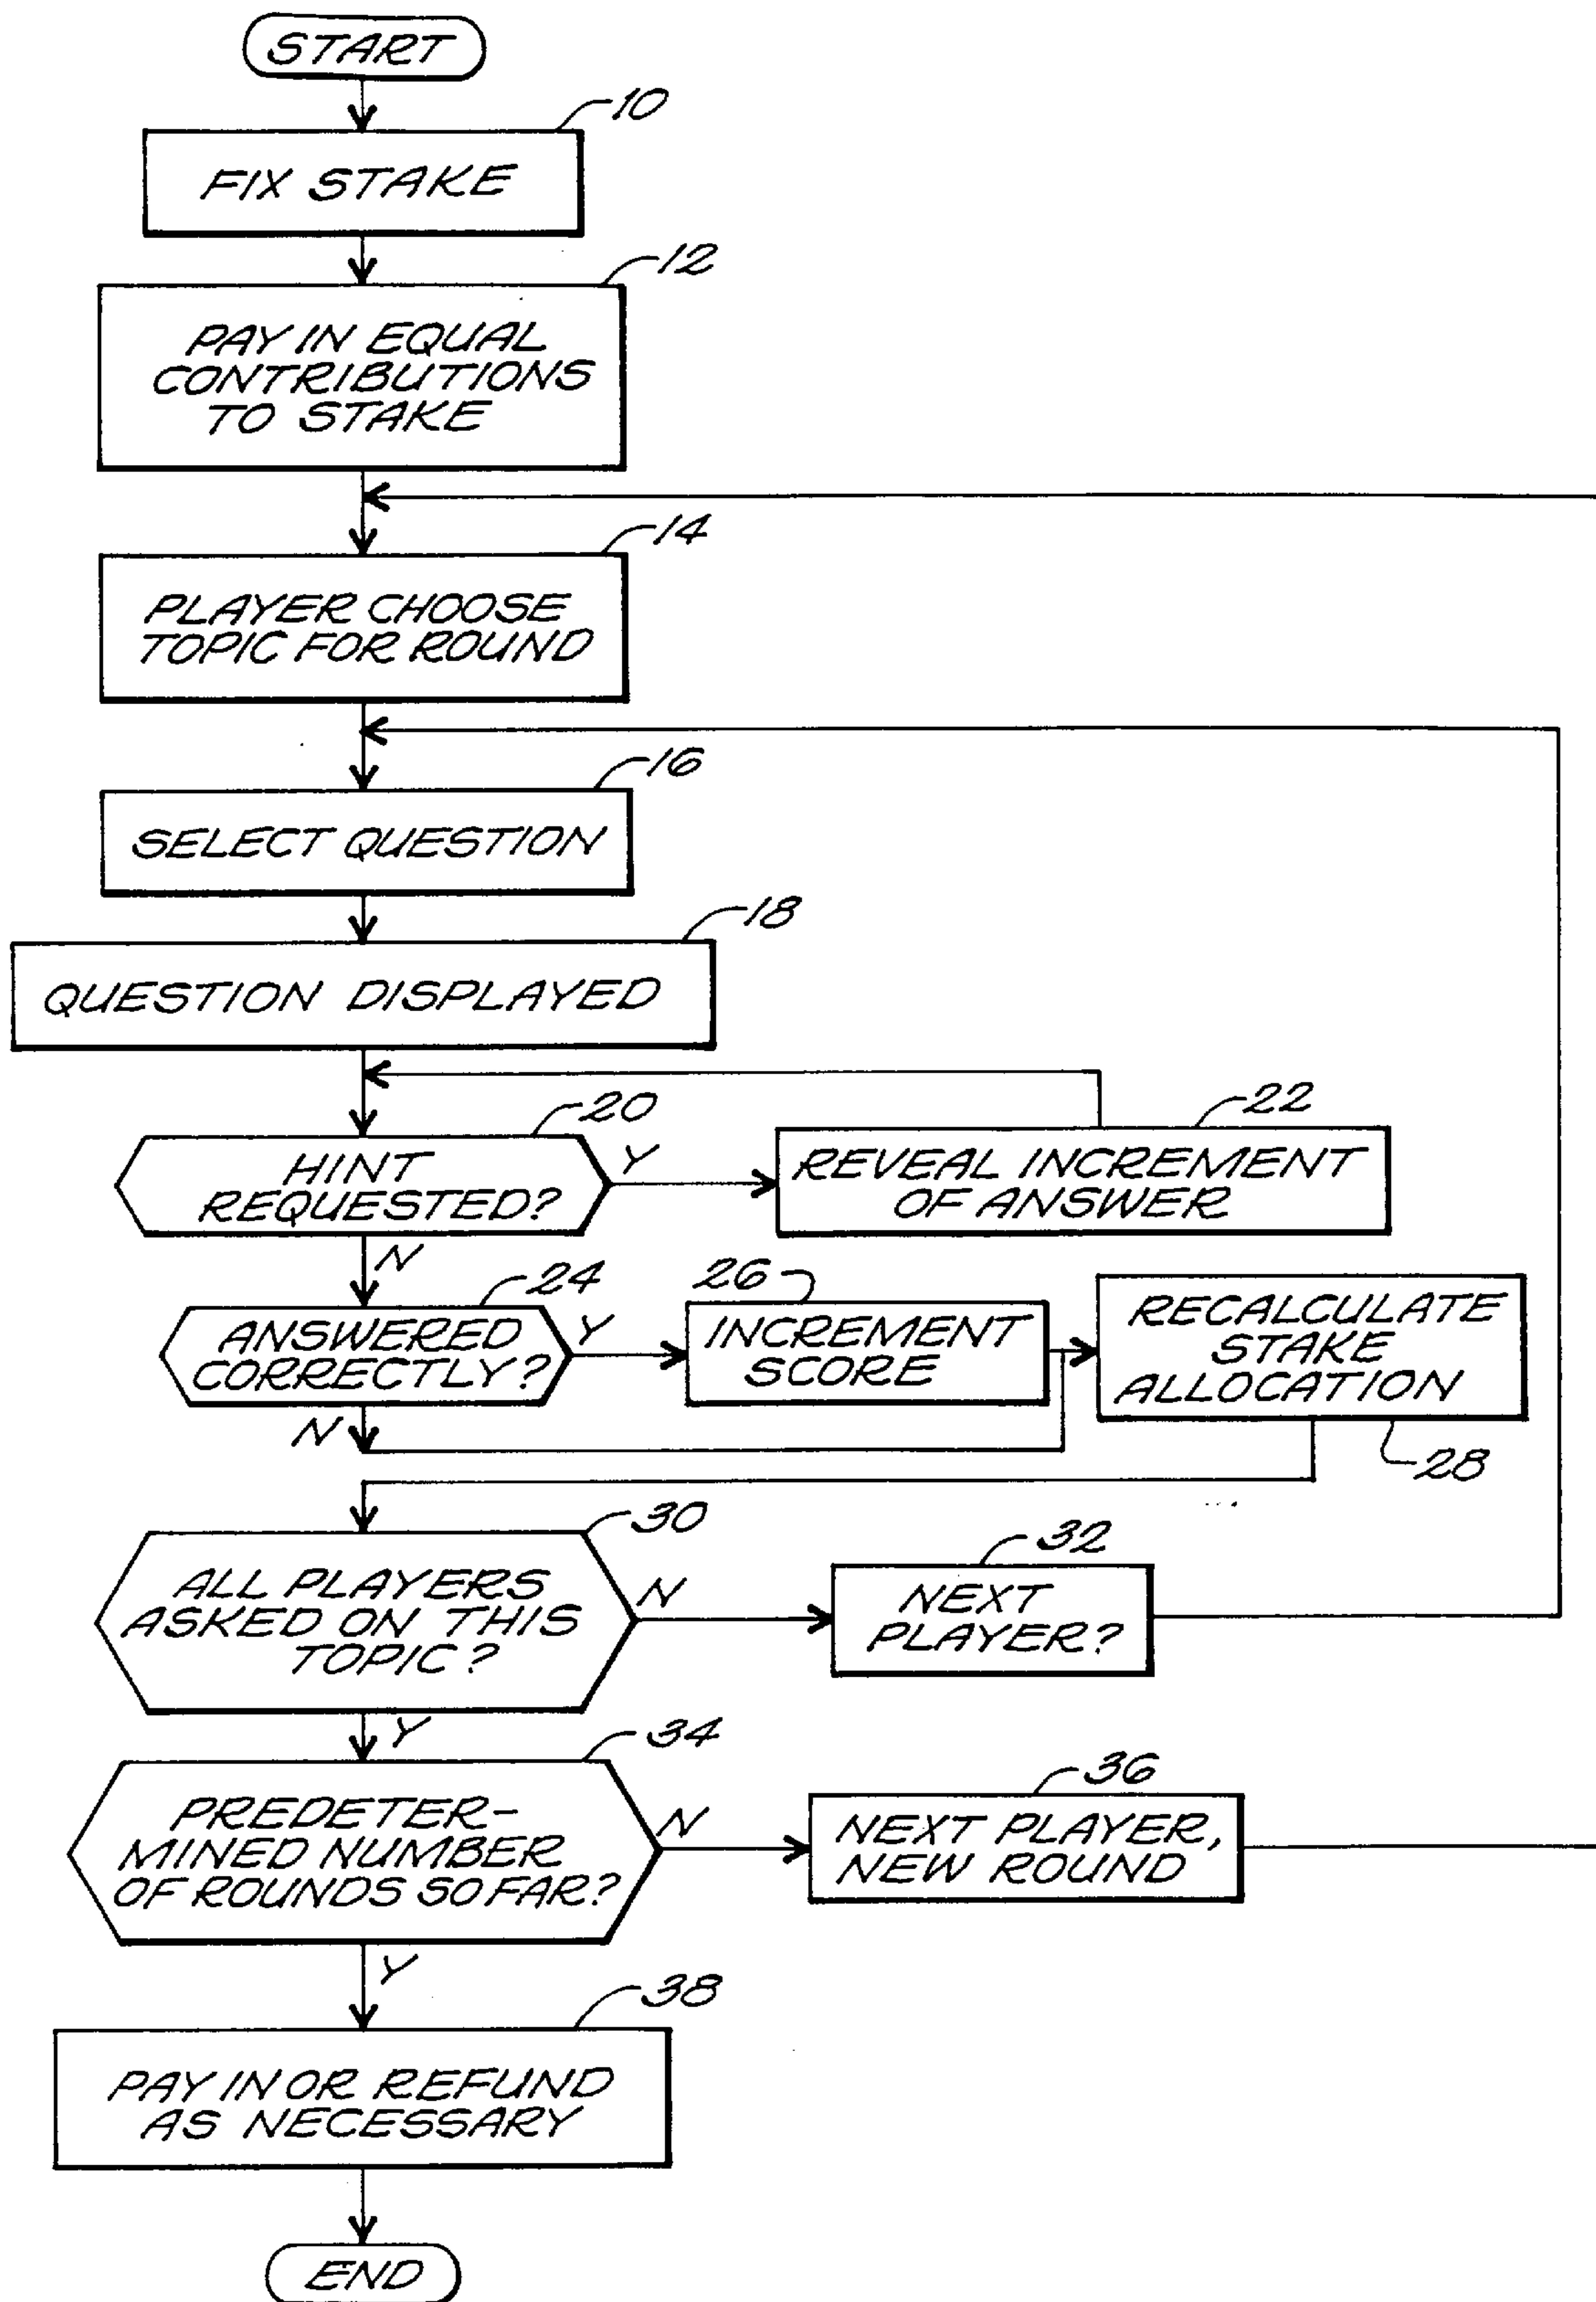 START
10
FIX STAKE
12
PAY IN EQUAL
CONTRIBUTIONS
TO STAKE
14
PLAYER CHOOSE
TOPIC FOR ROUND
16
SELECT QUESTION
18
QUESTION DISPLAYED
20
HINT
REQUESTED?
Y
22
REVEAL INCREMENT
OF ANSWER
N
24
ANSWERED
CORRECTLY?
Y
26
INCREMENT
SCORE
RECALCULATE
STAKE
ALLOCATION
28
N
30
ALL PLAYERS
ASKED ON THIS
TOPIC?
N
32
NEXT
PLAYER?
Y
34
PREDETER-
MINED NUMBER
OF ROUNDS SO FAR?
N
36
NEXT PLAYER,
NEW ROUND
Y
38
PAY IN OR REFUND
AS NECESSARY
END